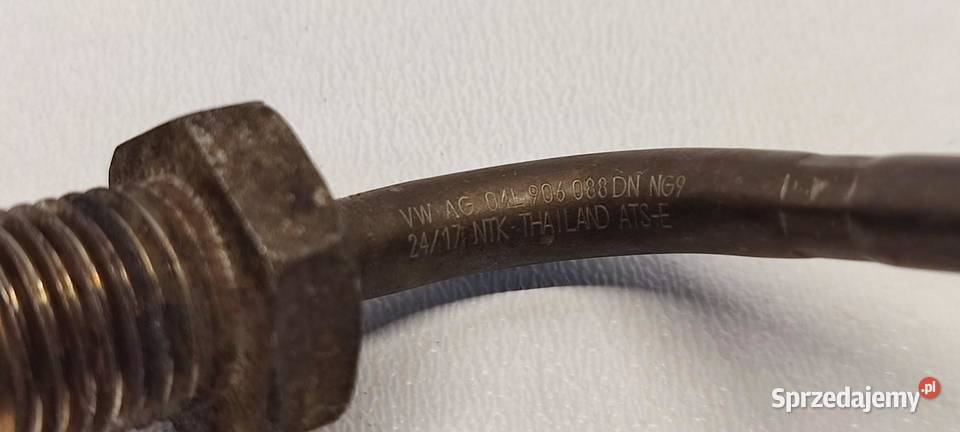 VW AG 04L 906 088 DN NG9
24/17 NTK-THAILAND ATS-E
Sprzedajemy .pl